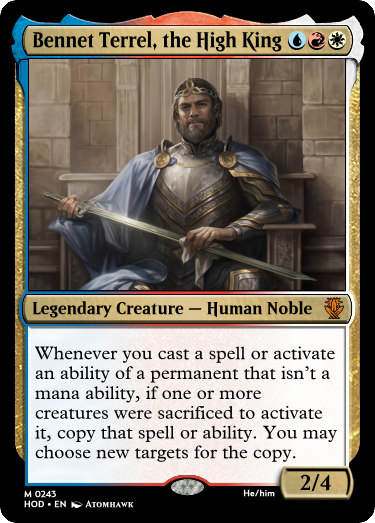 Bennet Terrel, the High King
Legendary Creature — Human Noble
Whenever you cast a spell or activate
an ability of a permanent that isn't a
mana ability, if one or more
creatures were sacrificed to activate
it, copy that spell or ability. You may
choose new targets for the copy.
2/4
M 0243
HOD • EN Atomhawk
He/him